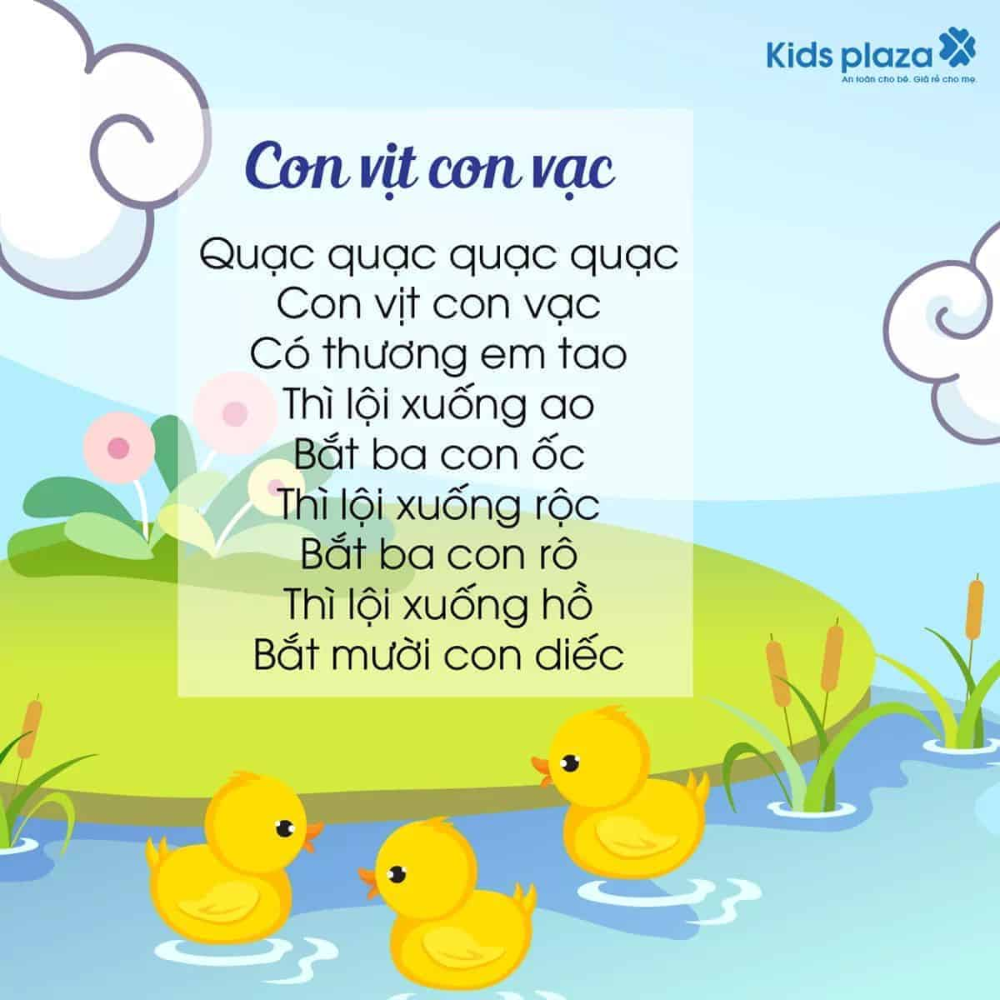 Kids plaza
An toàn cho bé. Giá rẻ cho mẹ.
Con vịt con vạc
Quạc quạc quạc quạc
Con vịt con vạc
Có thương em tao
Thì lội xuống ao
Bắt ba con ốc
Thì lội xuống rộc
Bắt ba con rô
Thì lội xuống hồ
Bắt mười con diếc